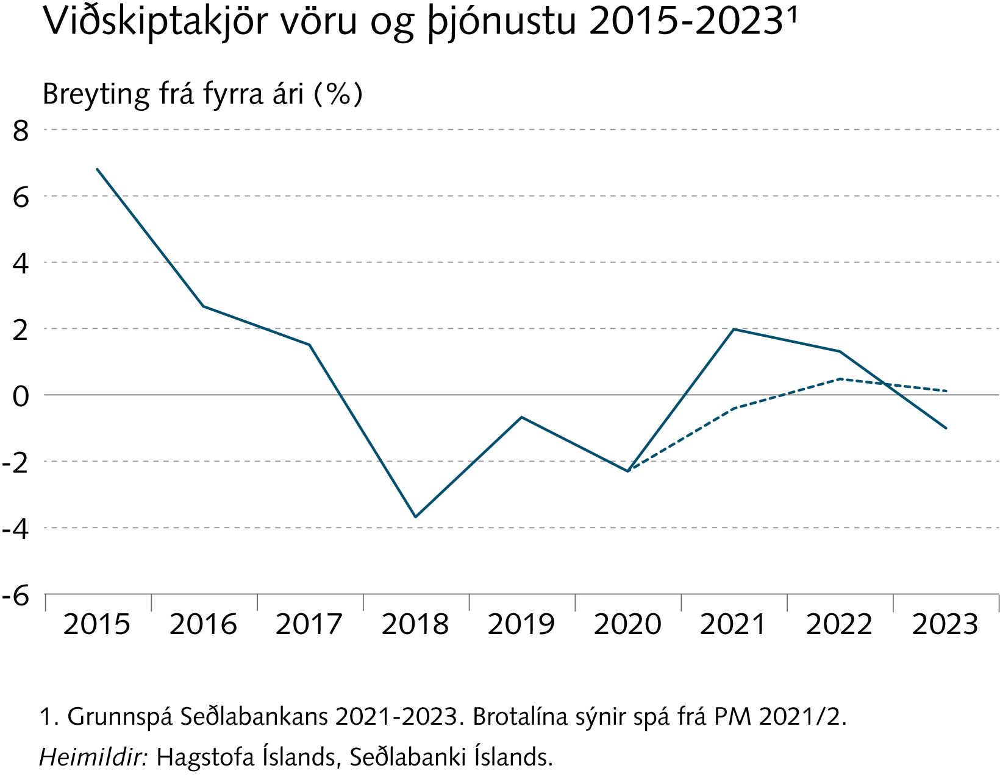 Viðskiptakjör vöru og þjónustu 2015-2023¹
Breyting frá fyrra ári (%)
8
6
4
2
0
-2
-4
-6
2015 2016 2017 2018 2019 2020 2021 2022 2023
1. Grunnspá Seðlabankans 2021-2023. Brotalína sýnir spá frá PM 2021/2.
Heimildir: Hagstofa Íslands, Seðlabanki Íslands.